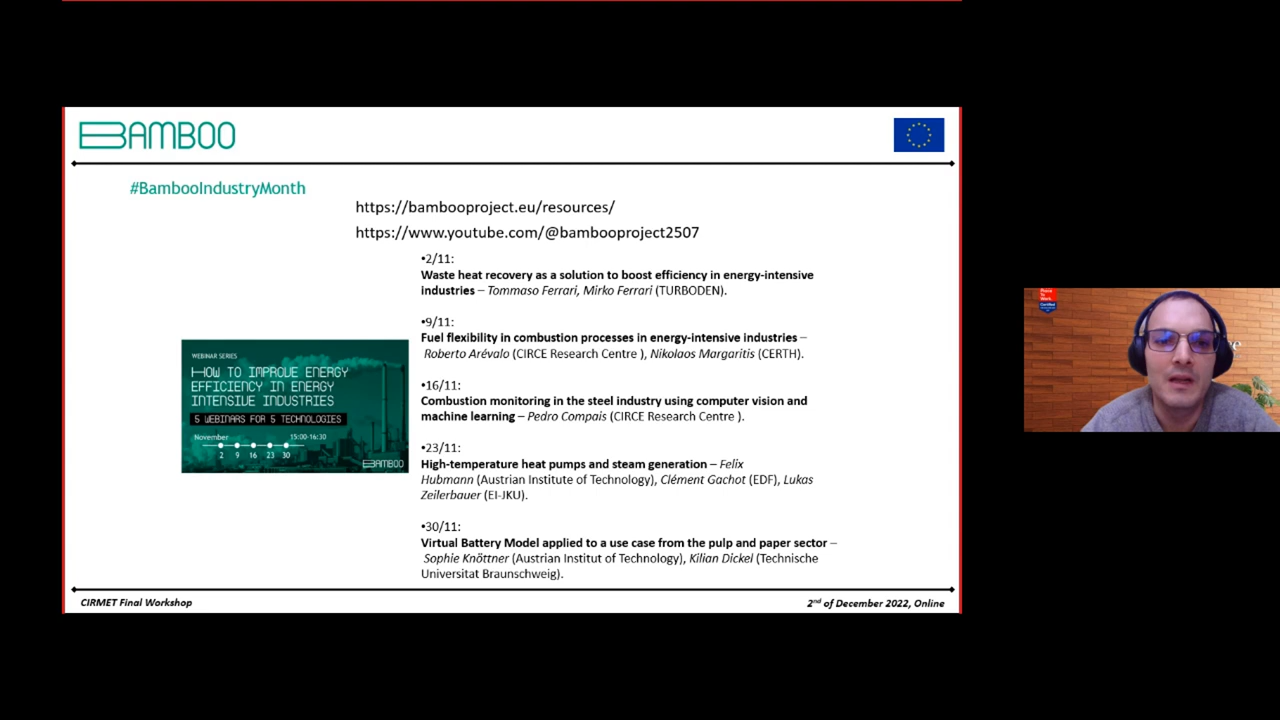 BAMBOO
#BambooIndustryMonth
https://bambooproject.eu/resources/
https://www.youtube.com/@bambooproject2507
•2/11:
Waste heat recovery as a solution to boost efficiency in energy-intensive
industries – Tommaso Ferrari, Mirko Ferrari (TURBODEN).
•9/11:
Fuel flexibility in combustion processes in energy-intensive industries –
Roberto Arévalo (CIRCE Research Centre ), Nikolaos Margaritis (CERTH).
•16/11:
Combustion monitoring in the steel industry using computer vision and
machine learning – Pedro Compais (CIRCE Research Centre ).
•23/11:
High-temperature heat pumps and steam generation – Felix
Hubmann (Austrian Institute of Technology), Clément Gachot (EDF), Lukas
Zeilerbauer (EI-JKU).
•30/11:
Virtual Battery Model applied to a use case from the pulp and paper sector –
Sophie Knöttner (Austrian Institut of Technology), Kilian Dickel (Technische
Universitat Braunschweig).
WEBINAR SERIES
HOW TO IMPROVE ENERGY
EFFICIENCY IN ENERGY
INTENSIVE INDUSTRIES
5 WEBINARS FOR 5 TECHNOLOGIES
November 15:00-16:30
2 9 16 23 30
BAMBOO
CIRMET Final Workshop
2nd of December 2022, Online